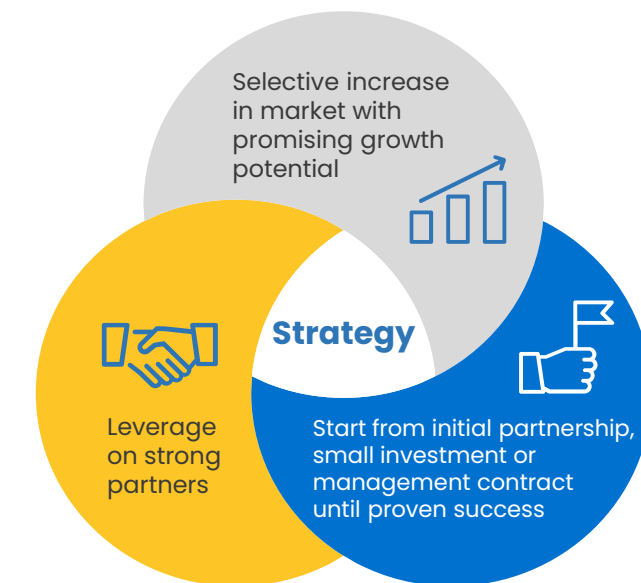 Selective increase
in market with
promising growth
potential
Strategy
Leverage
on strong
partners
Start from initial partnership,
small investment or
management contract
until proven success